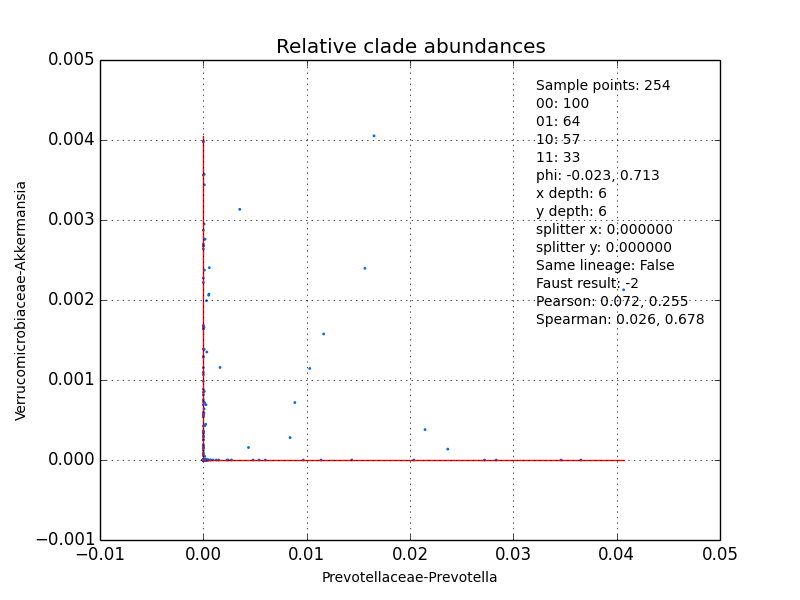 Relative clade abundances
0.005
0.004
0.003
0.002
0.001
0.000
−0.001
Verrucomicrobiaceae-Akkermansia
Sample points: 254
00: 100
01: 64
10: 57
11: 33
phi: -0.023, 0.713
x depth: 6
y depth: 6
splitter x: 0.000000
splitter y: 0.000000
Same lineage: False
Faust result: -2
Pearson: 0.072, 0.255
Spearman: 0.026, 0.678
−0.01 0.00 0.01 0.02 0.03 0.04 0.05
Prevotellaceae-Prevotella